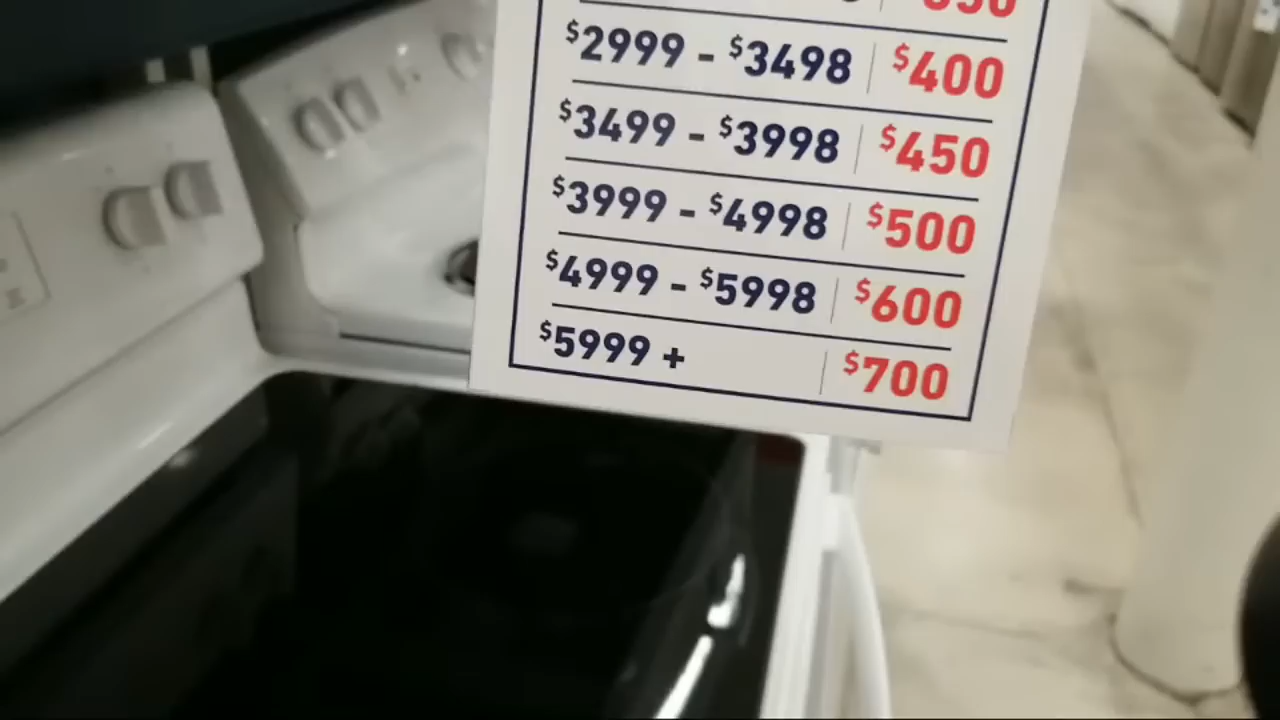 $2999 - $3498 $400
$3499 - $3998 $450
$3999 - $4998 $500
$4999 - $5998 $600
$5999 + $700